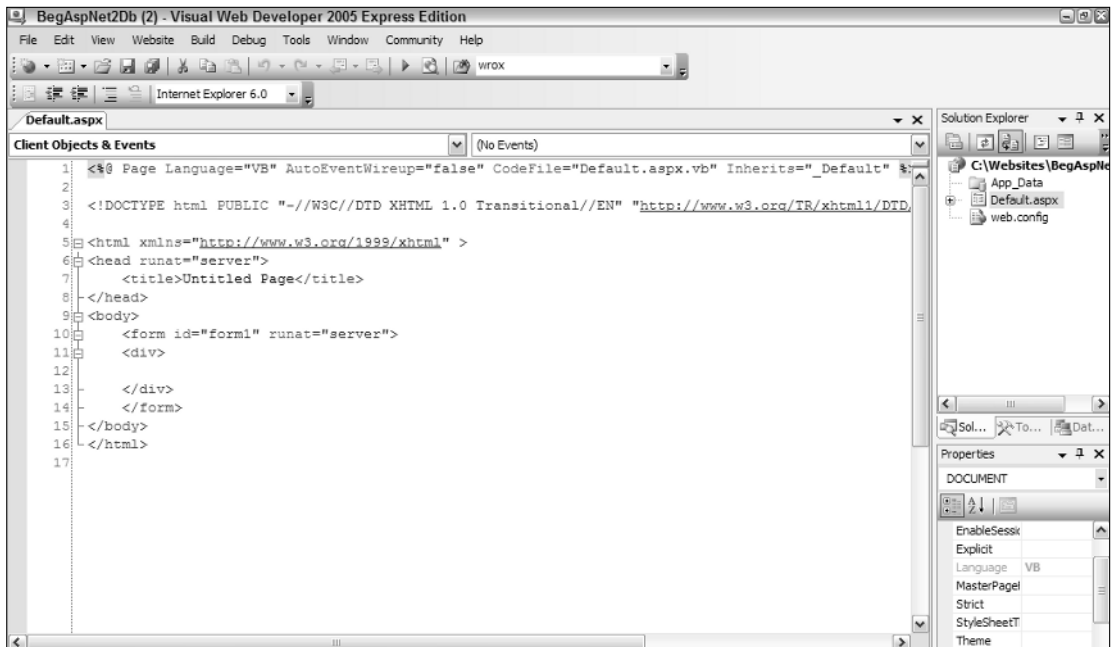 BegAspNet2Db (2) - Visual Web Developer 2005 Express Edition
File Edit View Website Build Debug Tools Window Community Help
wrox
Internet Explorer 6.0
Default.aspx
Client Objects & Events (No Events)
1 <%@ Page Language="VB" AutoEventWireup="false" CodeFile="Default.aspx.vb" Inherits="_Default" %
2
3 <!DOCTYPE html PUBLIC "-//W3C//DTD XHTML 1.0 Transitional//EN" "http://www.w3.org/TR/xhtml1/DTD/
4
5 <html xmlns="http://www.w3.org/1999/xhtml" >
6 <head runat="server">
7 <title>Untitled Page</title>
8 </head>
9 <body>
10 <form id="form1" runat="server">
11 <div>
12
13 </div>
14 </form>
15 </body>
16 </html>
17
Solution Explorer
C:\Websites\BegAspNe
App_Data
Default.aspx
web.config
Sol... To... Dat...
Properties
DOCUMENT
EnableSessic
Explicit
Language VB
MasterPageI
Strict
StyleSheetT
Theme